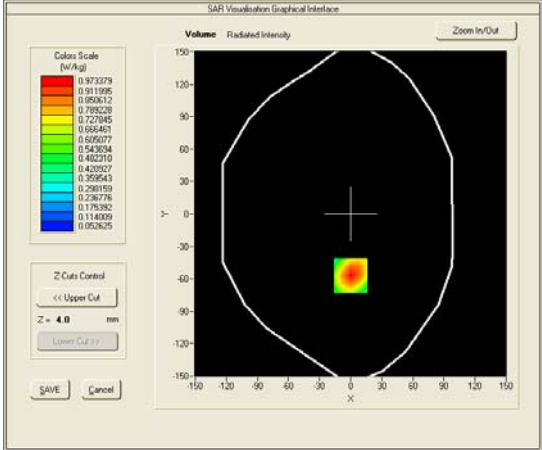 SAR Visualisation Graphical Interface
Volume Radiated Intensity
Zoom In/Out
Colors Scale
(W/kg)
0.973379
0.911995
0.850612
0.789228
0.727845
0.666461
0.605077
0.543694
0.482310
0.420927
0.359543
0.298159
0.236776
0.175392
0.114009
0.052625
Z Cuts Control
<< Upper Cut
Z = 4.0 mm
Lower Cut >>
SAVE Cancel
Y
150
120
90
60
30
0
-30
-60
-90
-120
-150
-150 -120 -90 -60 -30 0 30 60 90 120 150
X